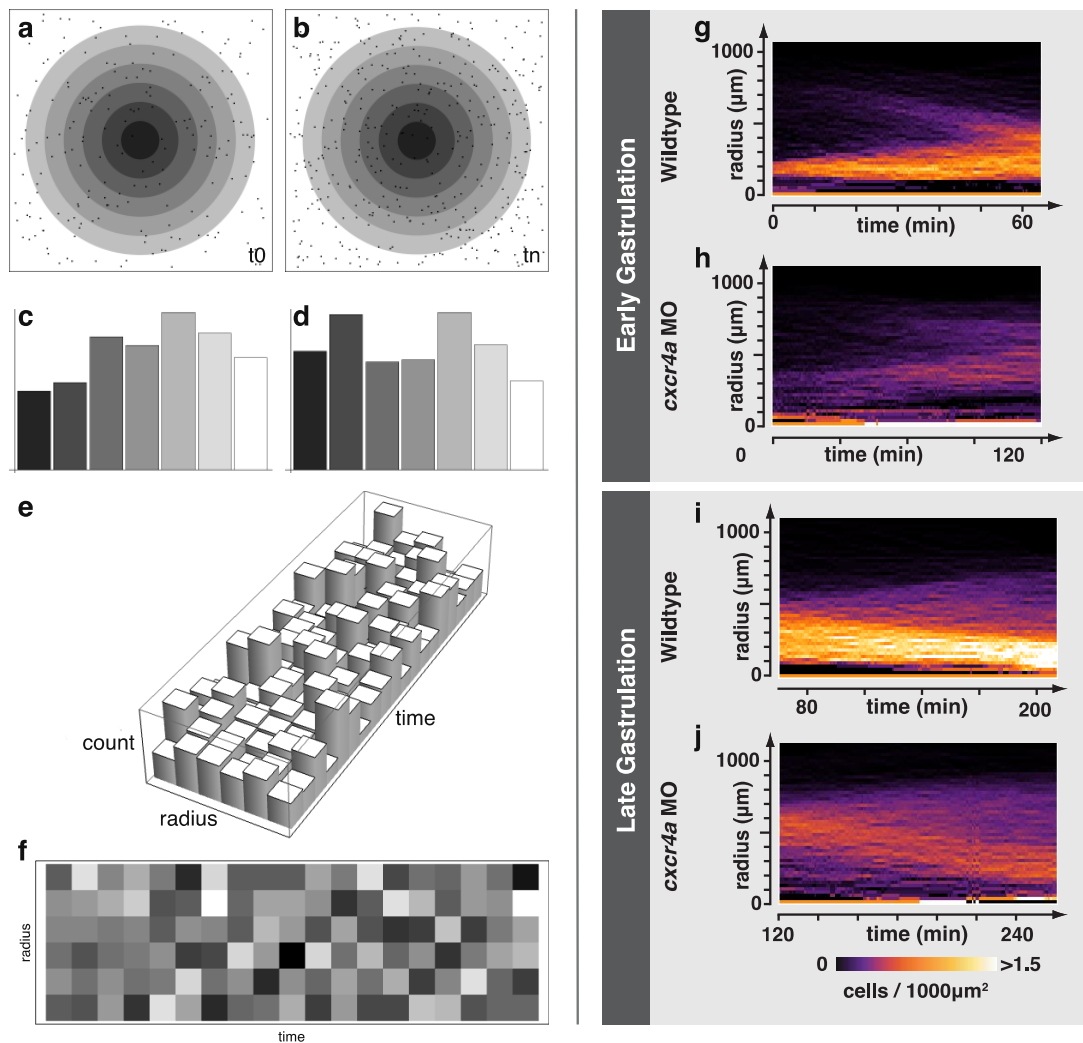 a
t0
b
tn
c
d
e
count
radius
time
f
radius
time
Early Gastrulation
g
Wildtype
radius (µm)
1000
0
0
60
time (min)
h
cxcr4a MO
radius (µm)
1000
0
0
time (min)
120
Late Gastrulation
i
Wildtype
radius (µm)
1000
0
80
time (min)
200
j
cxcr4a MO
radius (µm)
1000
0
120
time (min)
240
0
>1.5
cells / 1000µm²